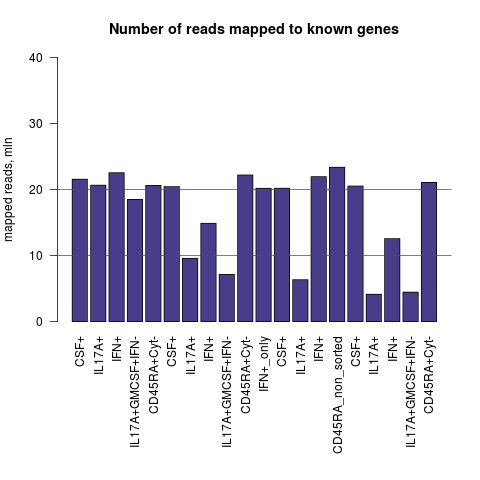 Number of reads mapped to known genes
mapped reads, mln
40
30
20
10
0
CSF+
IL17A+
IFN+
IL17A+GMCSF+IFN-
CD45RA+Cyt-
CSF+
IL17A+
IFN+
IL17A+GMCSF+IFN-
CD45RA+Cyt-
IFN+_only
CSF+
IL17A+
IFN+
CD45RA_non_sorted
CSF+
IL17A+
IFN+
IL17A+GMCSF+IFN-
CD45RA+Cyt-